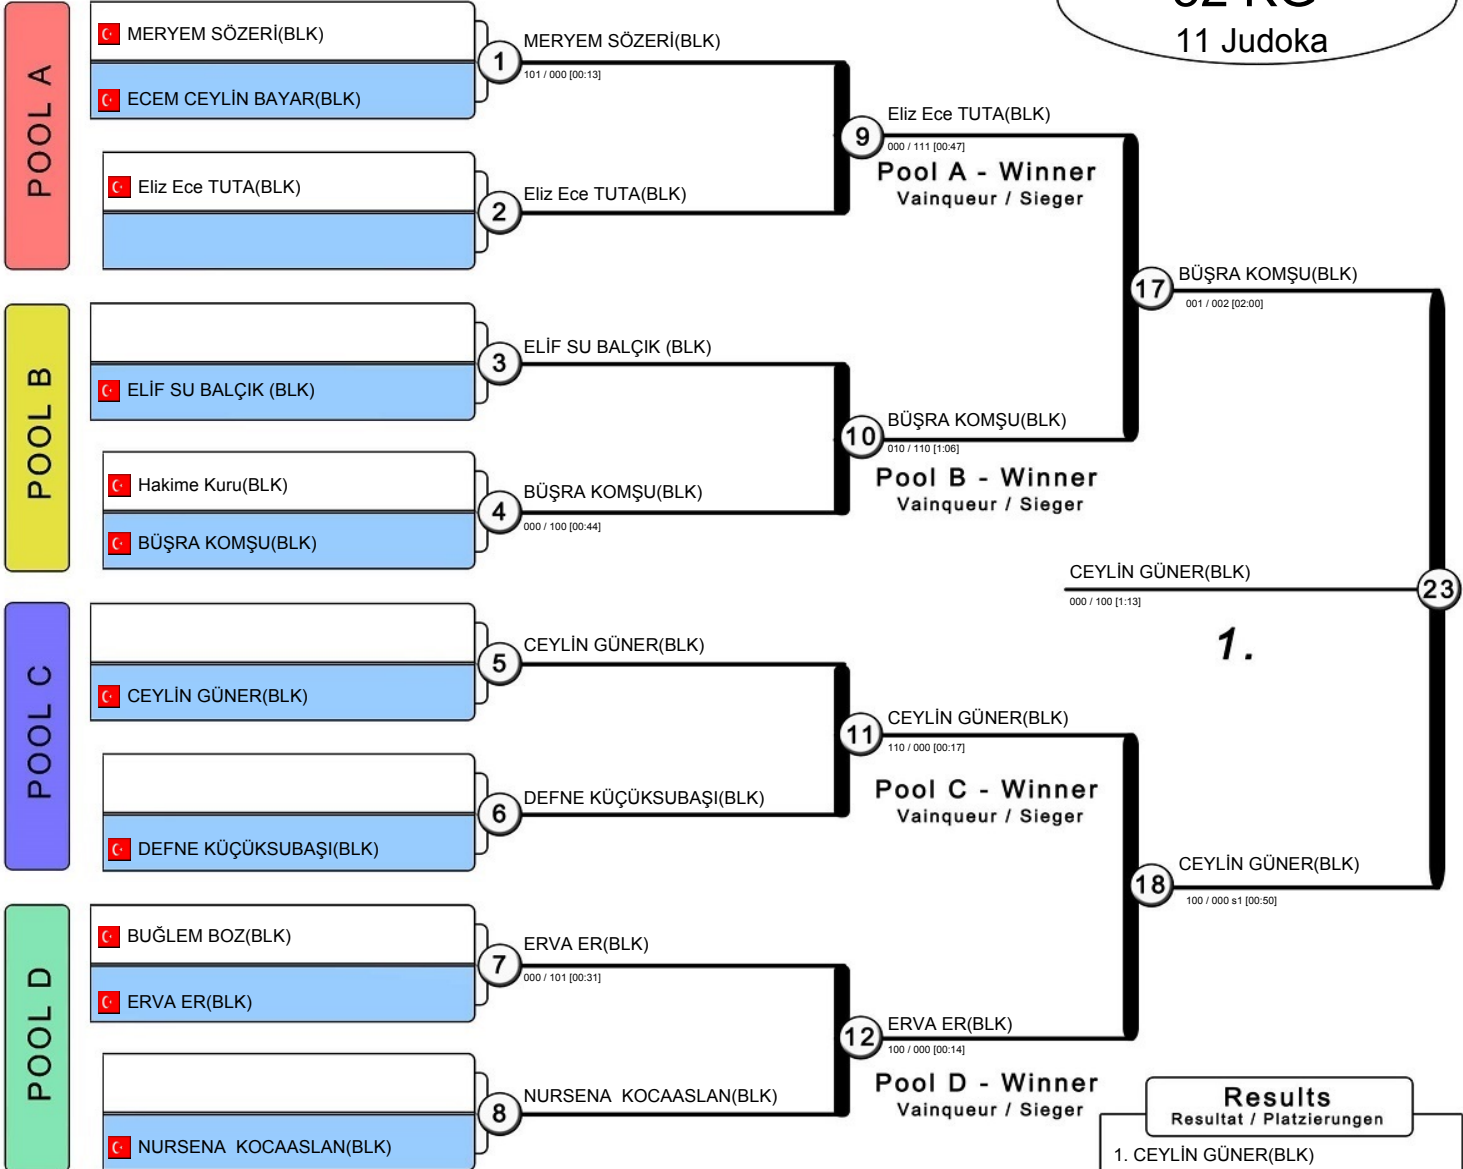 11 Judoka
POOL A
MERYEM SÖZERİ(BLK)
ECEM CEYLİN BAYAR(BLK)
1
MERYEM SÖZERİ(BLK)
101 / 000 [00:13]
Eliz Ece TUTA(BLK)
2
Eliz Ece TUTA(BLK)
9
Eliz Ece TUTA(BLK)
000 / 111 [00:47]
Pool A - Winner
Vainqueur / Sieger
POOL B
3
ELİF SU BALÇIK (BLK)
ELİF SU BALÇIK (BLK)
Hakime Kuru(BLK)
BÜŞRA KOMŞU(BLK)
4
BÜŞRA KOMŞU(BLK)
000 / 100 [00:44]
10
BÜŞRA KOMŞU(BLK)
010 / 110 [1:06]
Pool B - Winner
Vainqueur / Sieger
17
BÜŞRA KOMŞU(BLK)
001 / 002 [02:00]
CEYLİN GÜNER(BLK)
000 / 100 [1:13]
23
1.
POOL C
5
CEYLİN GÜNER(BLK)
CEYLİN GÜNER(BLK)
6
DEFNE KÜÇÜKSUBAŞI(BLK)
DEFNE KÜÇÜKSUBAŞI(BLK)
11
CEYLİN GÜNER(BLK)
110 / 000 [00:17]
Pool C - Winner
Vainqueur / Sieger
18
CEYLİN GÜNER(BLK)
100 / 000 s1 [00:50]
POOL D
BUĞLEM BOZ(BLK)
ERVA ER(BLK)
7
ERVA ER(BLK)
000 / 101 [00:31]
8
NURSENA  KOCAASLAN(BLK)
NURSENA  KOCAASLAN(BLK)
12
ERVA ER(BLK)
100 / 000 [00:14]
Pool D - Winner
Vainqueur / Sieger
Results
Resultat / Platzierungen
1. CEYLİN GÜNER(BLK)